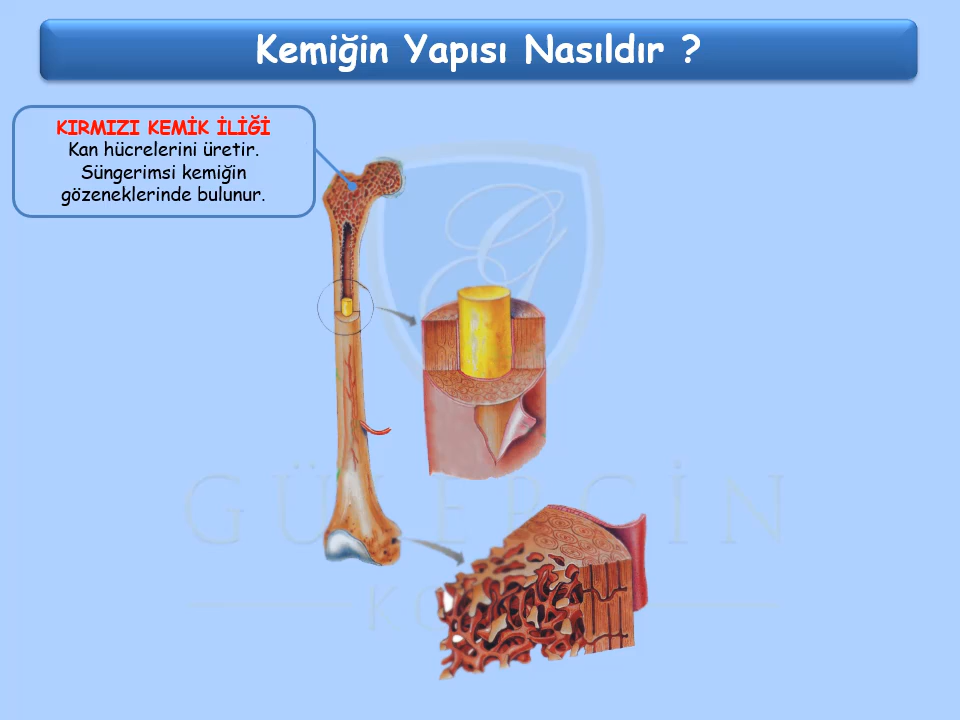 Kemiğin Yapısı Nasıldır ?
KIRMIZI KEMİK İLİĞİ
Kan hücrelerini üretir.
Süngerimsi kemiğin
gözeneklerinde bulunur.